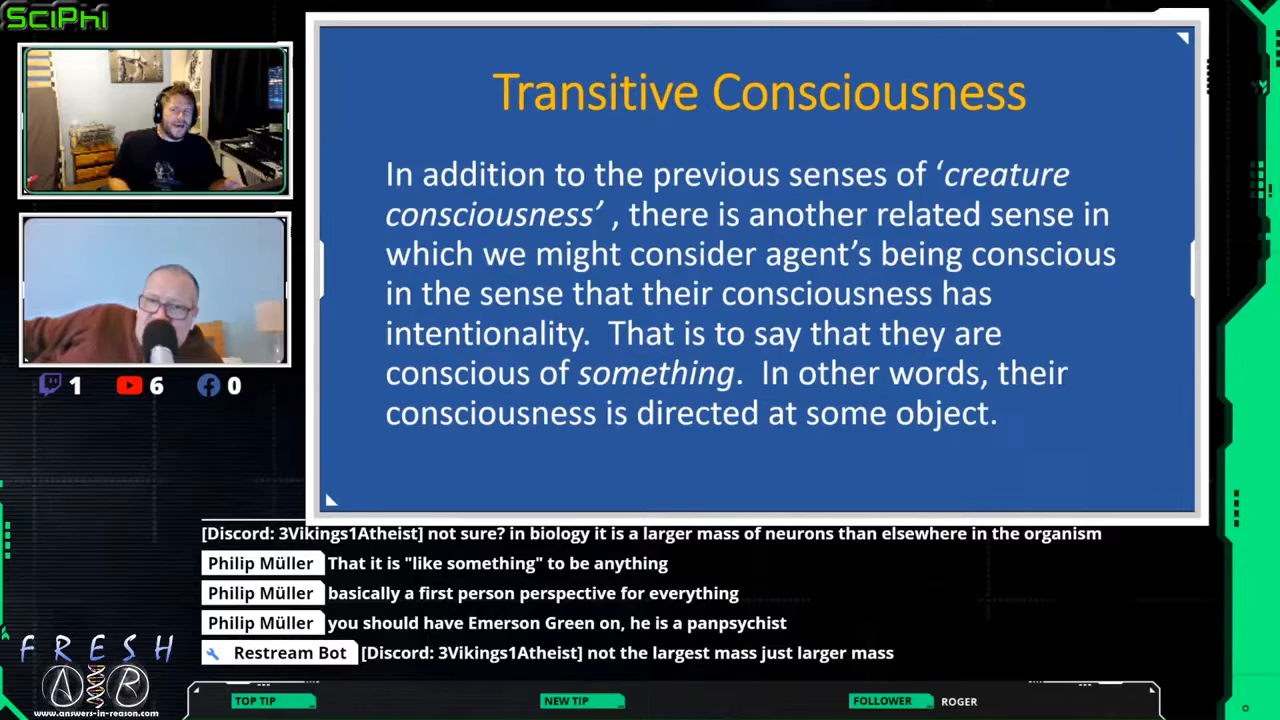 SCIPHI
Transitive Consciousness
In addition to the previous senses of ‘creature
consciousness’ , there is another related sense in
which we might consider agent’s being conscious
in the sense that their consciousness has
intentionality.  That is to say that they are
conscious of something.  In other words, their
consciousness is directed at some object.
1 6 0
[Discord: 3Vikings1Atheist] not sure? in biology it is a larger mass of neurons than elsewhere in the organism
Philip Müller That it is "like something" to be anything
Philip Müller basically a first person perspective for everything
Philip Müller you should have Emerson Green on, he is a panpsychist
Restream Bot [Discord: 3Vikings1Atheist] not the largest mass just larger mass
FRESH
AiR
www.answers-in-reason.com
TOP TIP NEW TIP FOLLOWER ROGER